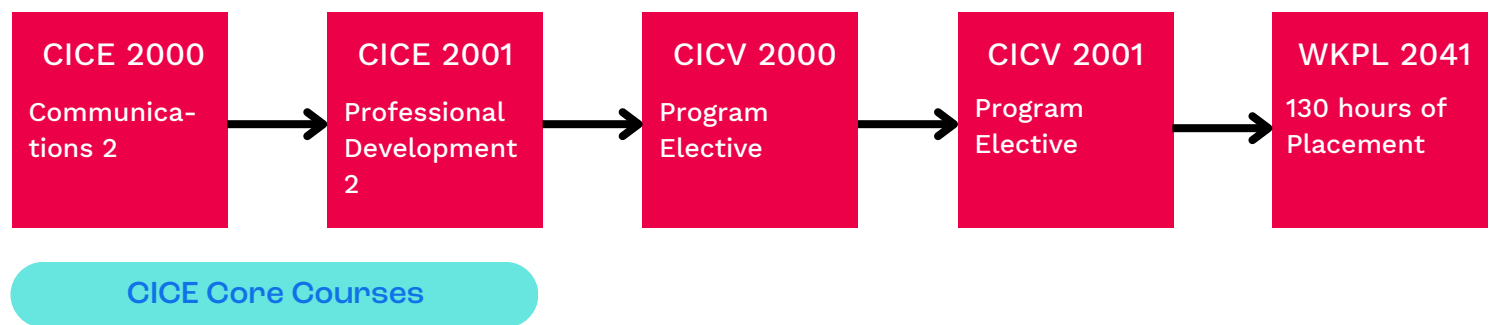 CICE 2000
Communica-
tions 2
CICE 2001
Professional
Development
2
CICV 2000
Program
Elective
CICV 2001
Program
Elective
WKPL 2041
130 hours of
Placement
CICE Core Courses